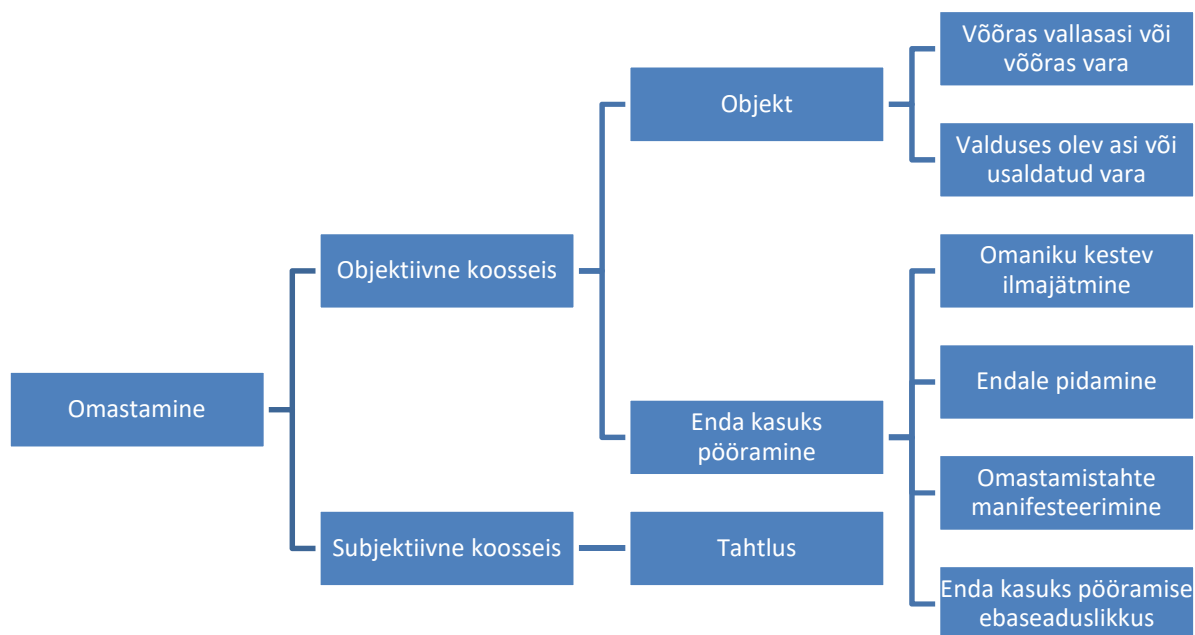 Omastamine
Objektiivne koosseis
Objekt
Võõras vallasasi või
võõras vara
Valduses olev asi või
usaldatud vara
Enda kasuks
pööramine
Omaniku kestev
ilmajätmine
Endale pidamine
Omastamistahte
manifesteerimine
Enda kasuks pööramise
ebaseaduslikkus
Subjektiivne koosseis
Tahtlus